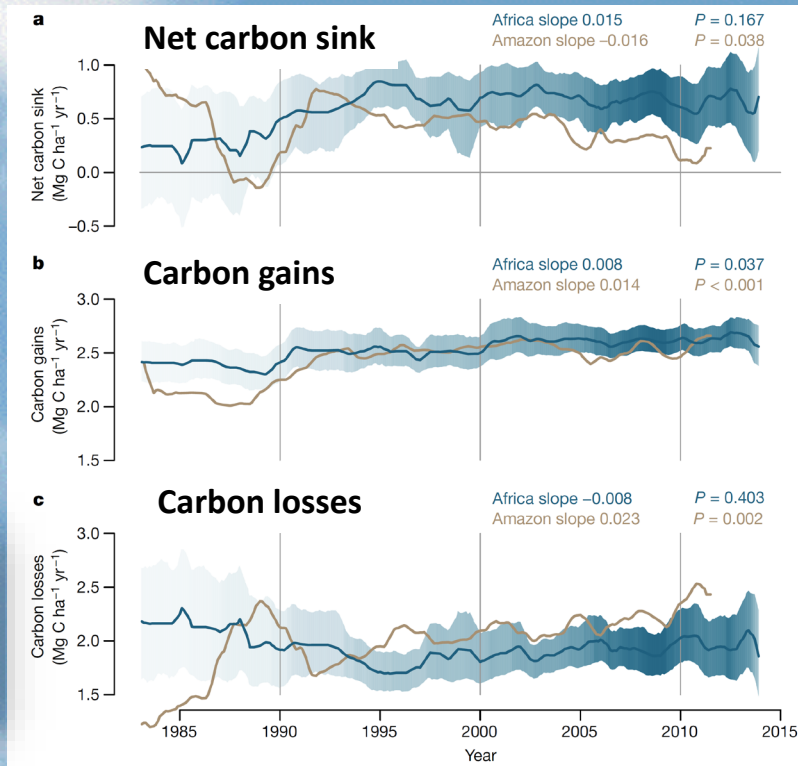 a
Net carbon sink
Africa slope 0.015 P = 0.167
Amazon slope −0.016 P = 0.038
Net carbon sink
(Mg C ha⁻¹ yr⁻¹)
1.0
0.5
0.0
−0.5
b
Carbon gains
Africa slope 0.008 P = 0.037
Amazon slope 0.014 P < 0.001
Carbon gains
(Mg C ha⁻¹ yr⁻¹)
3.0
2.5
2.0
1.5
c
Carbon losses
Africa slope −0.008 P = 0.403
Amazon slope 0.023 P = 0.002
Carbon losses
(Mg C ha⁻¹ yr⁻¹)
3.0
2.5
2.0
1.5
1985 1990 1995 2000 2005 2010 2015
Year